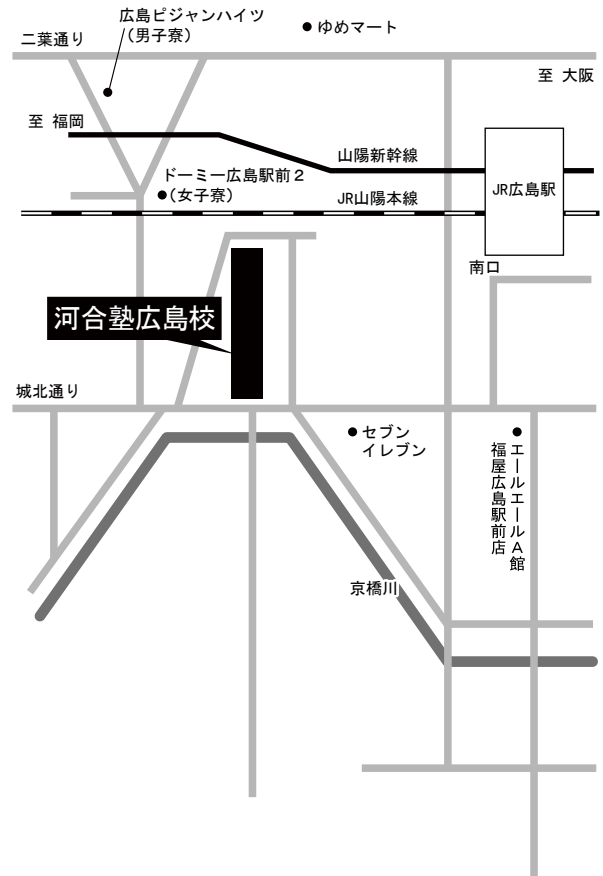 広島ピジャンハイツ
（男子寮）
ゆめマート
二葉通り
至 大阪
至 福岡
山陽新幹線
ドーミー広島駅前２
（女子寮）
JR山陽本線
JR広島駅
南口
河合塾広島校
城北通り
セブン
イレブン
エールエールＡ館
福屋広島駅前店
京橋川